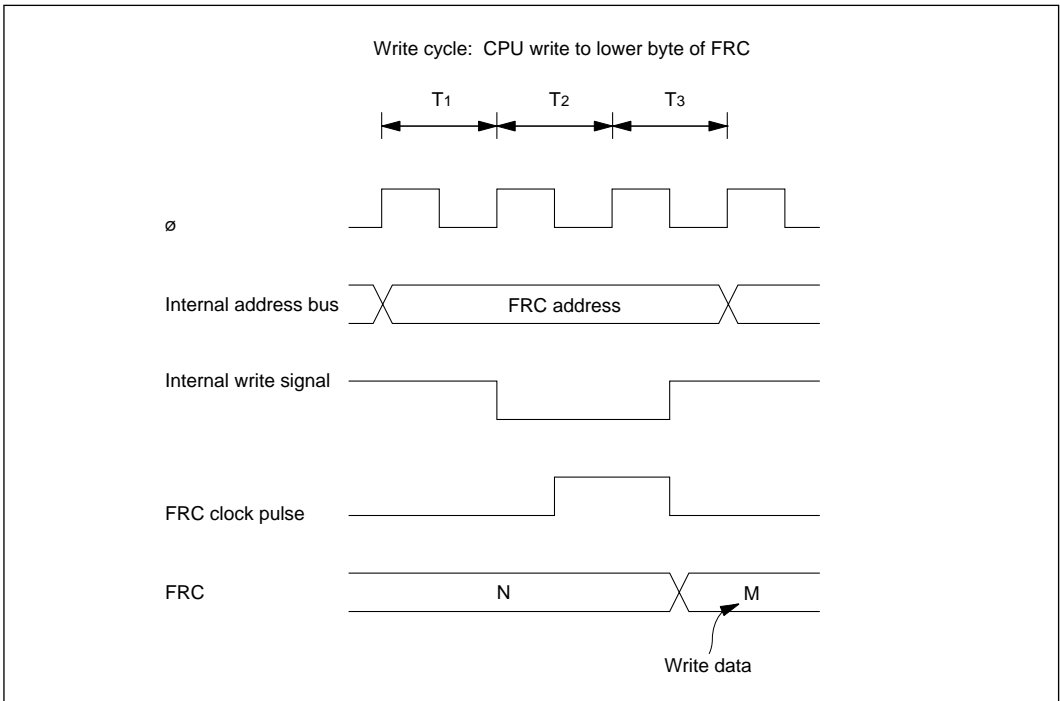 Write cycle: CPU write to lower byte of FRC
T1 T2 T3
ø
Internal address bus FRC address
Internal write signal
FRC clock pulse
FRC N M
Write data